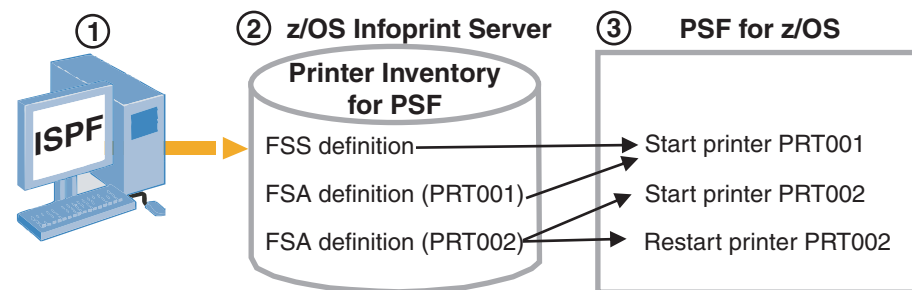 ① ② z/OS Infoprint Server ③ PSF for z/OS
ISPF
Printer Inventory
for PSF
FSS definition
FSA definition (PRT001)
FSA definition (PRT002)
Start printer PRT001
Start printer PRT002
Restart printer PRT002